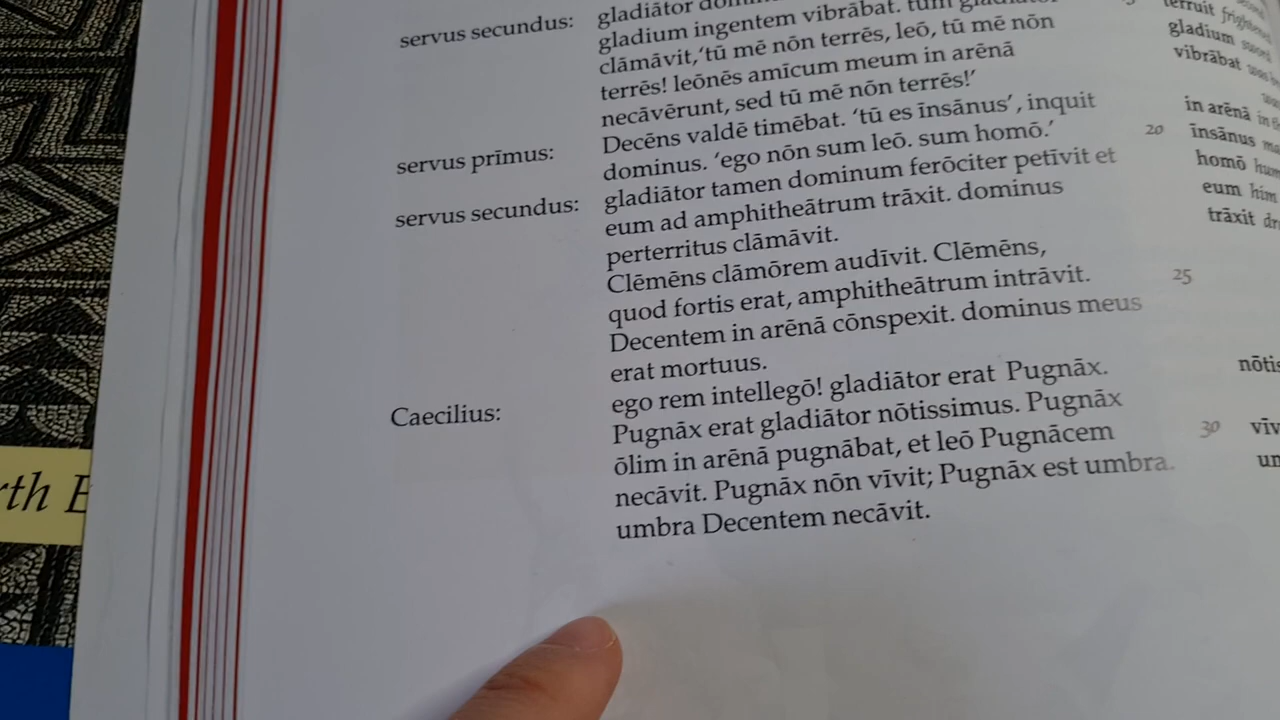 servus secundus: gladiātor
gladium ingentem vibrābat. tum
clāmāvit,'tū mē nōn terrēs, leō, tū mē nōn
terrēs! leōnēs amīcum meum in arēnā
necāvērunt, sed tū mē nōn terrēs!'
servus prīmus: Decēns valdē timēbat. 'tū es īnsānus', inquit
dominus. 'ego nōn sum leō. sum homō.'
servus secundus: gladiātor tamen dominum ferōciter petīvit et
eum ad amphitheātrum trāxit. dominus
perterritus clāmāvit.
Clēmēns clāmōrem audīvit. Clēmēns,
quod fortis erat, amphitheātrum intrāvit.
Decentem in arēnā cōnspexit. dominus meus
erat mortuus.
Caecilius: ego rem intellegō! gladiātor erat Pugnāx.
Pugnāx erat gladiātor nōtissimus. Pugnāx
ōlim in arēnā pugnābat, et leō Pugnācem
necāvit. Pugnāx nōn vīvit; Pugnāx est umbra.
umbra Decentem necāvit.
20
25
30
terruit
gladium sword
vibrābat
in arēnā
īnsānus
homō
eum him
trāxit